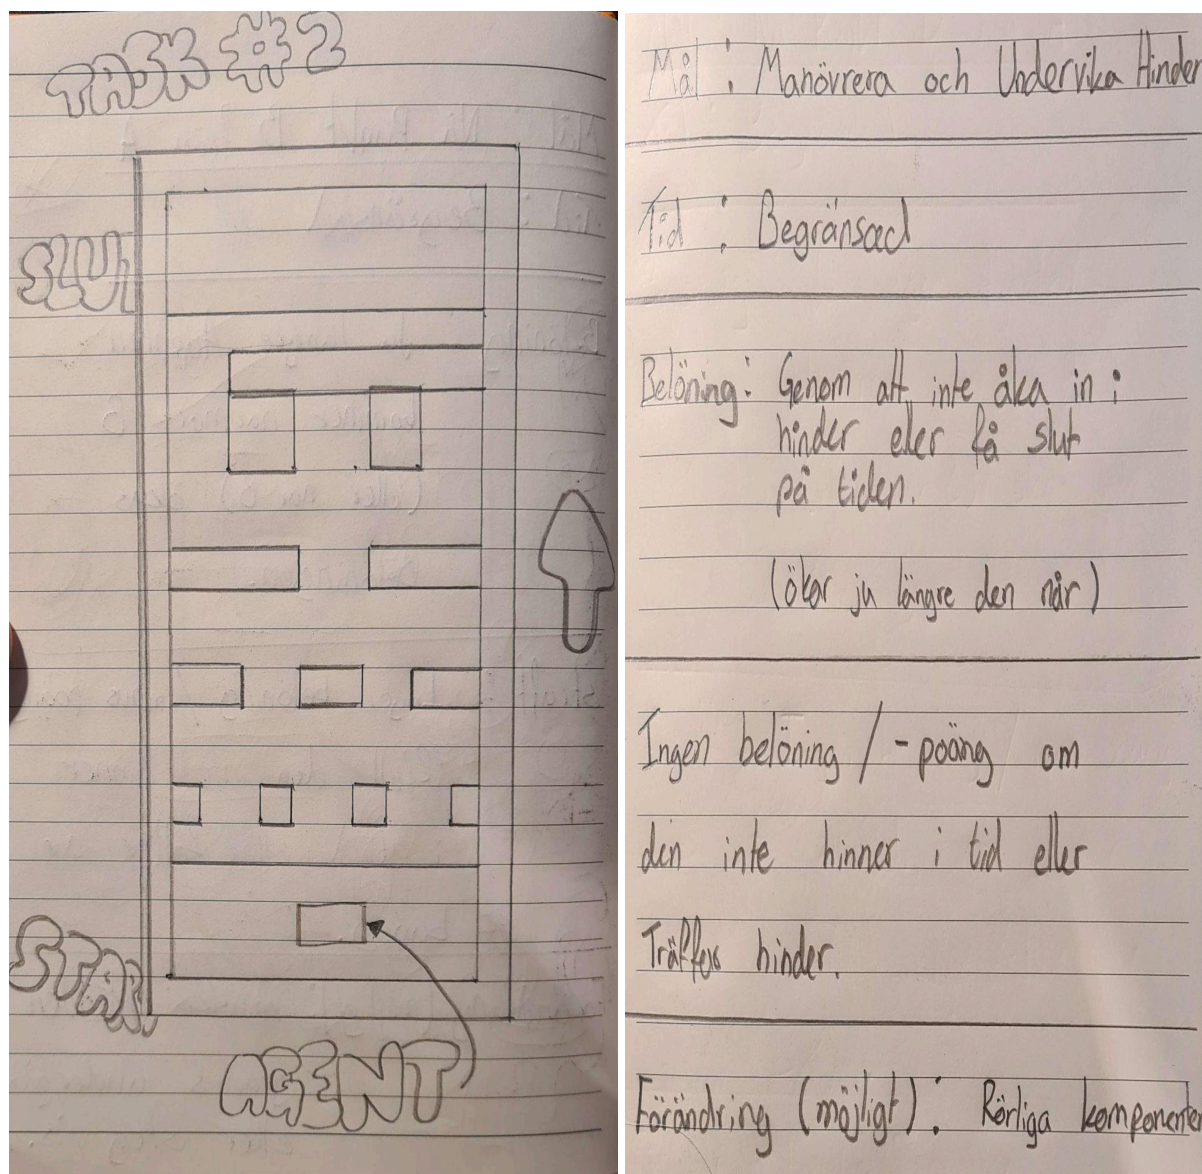 TASK #2
SLUT
START
AGENT
Mål : Manövrera och Undervika Hinder
Tid : Begränsad
Belöning: Genom att inte åka in i
hinder eller få slut
på tiden.
(ökar ju längre den når)
Ingen belöning / -poäng om
den inte hinner i tid eller
Träffar hinder.
Förändring (möjligt): Rörliga komponenter